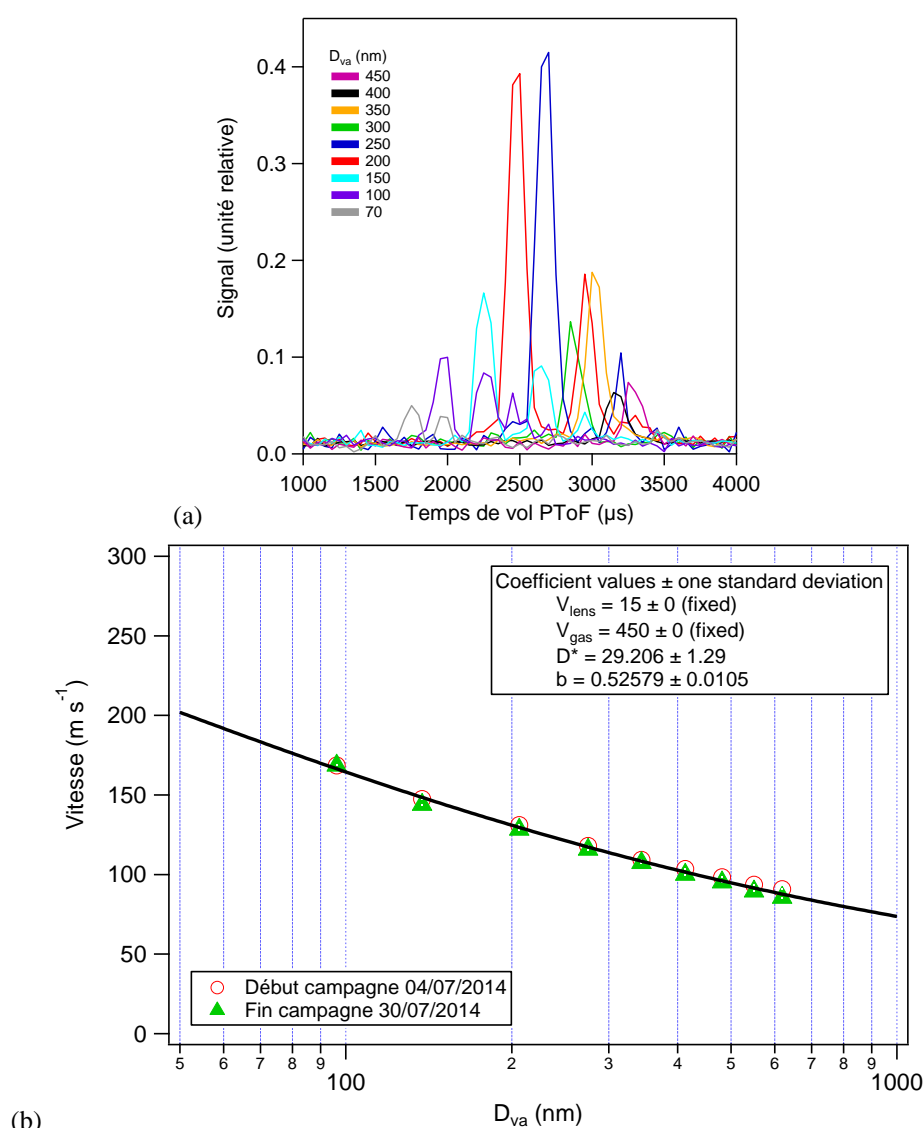 D_va (nm)
450
400
350
300
250
200
150
100
70
Signal (unité relative)
0.4
0.3
0.2
0.1
0.0
1000 1500 2000 2500 3000 3500 4000
Temps de vol PToF (µs)
(a)
Coefficient values ± one standard deviation
V_lens = 15 ± 0 (fixed)
V_gas = 450 ± 0 (fixed)
D* = 29.206 ± 1.29
b = 0.52579 ± 0.0105
Vitesse (m s⁻¹)
300
250
200
150
100
50
0
Début campagne 04/07/2014
Fin campagne 30/07/2014
5 6 7 8 9 100 2 3 4 5 6 7 8 9 1000
D_va (nm)
(b)